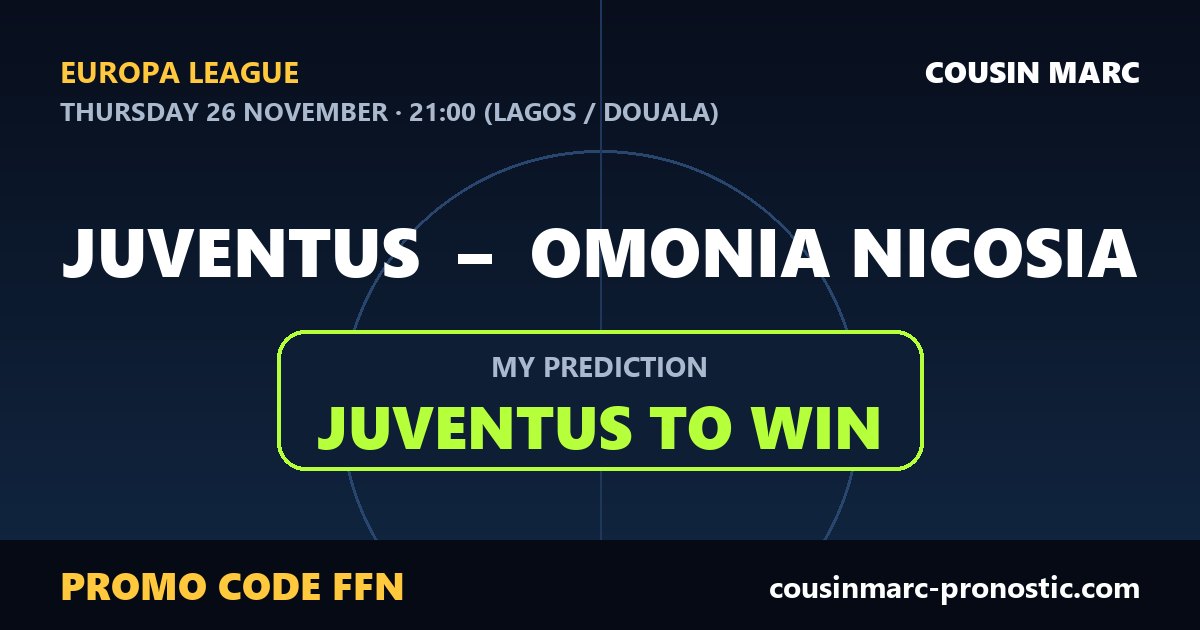 EUROPA LEAGUE
COUSIN MARC
THURSDAY 26 NOVEMBER · 21:00 (LAGOS / DOUALA)
JUVENTUS – OMONIA NICOSIA
MY PREDICTION
JUVENTUS TO WIN
PROMO CODE FFN
cousinmarc-pronostic.com